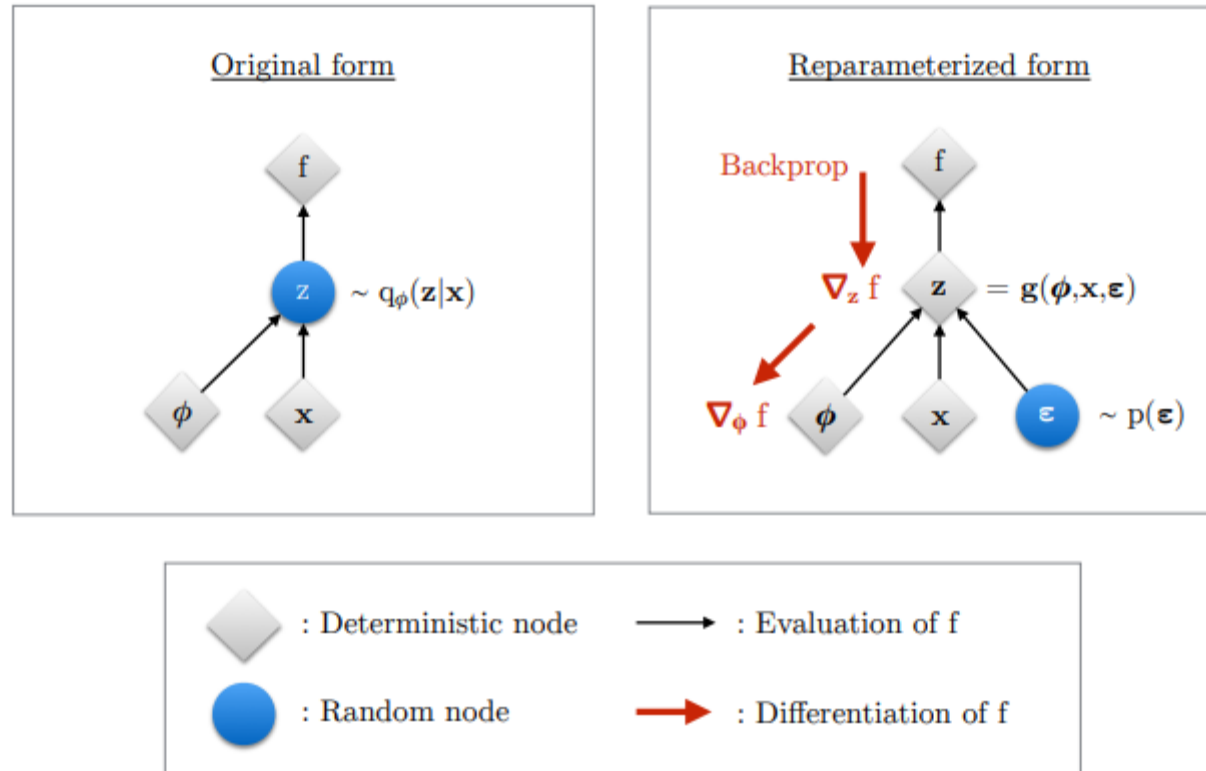 Original form
f
z ~ qϕ(z|x)
ϕ x
Reparameterized form
Backprop f
∇z f z = g(ϕ,x,ε)
∇ϕ f ϕ x ε ~ p(ε)
: Deterministic node : Evaluation of f
: Random node : Differentiation of f